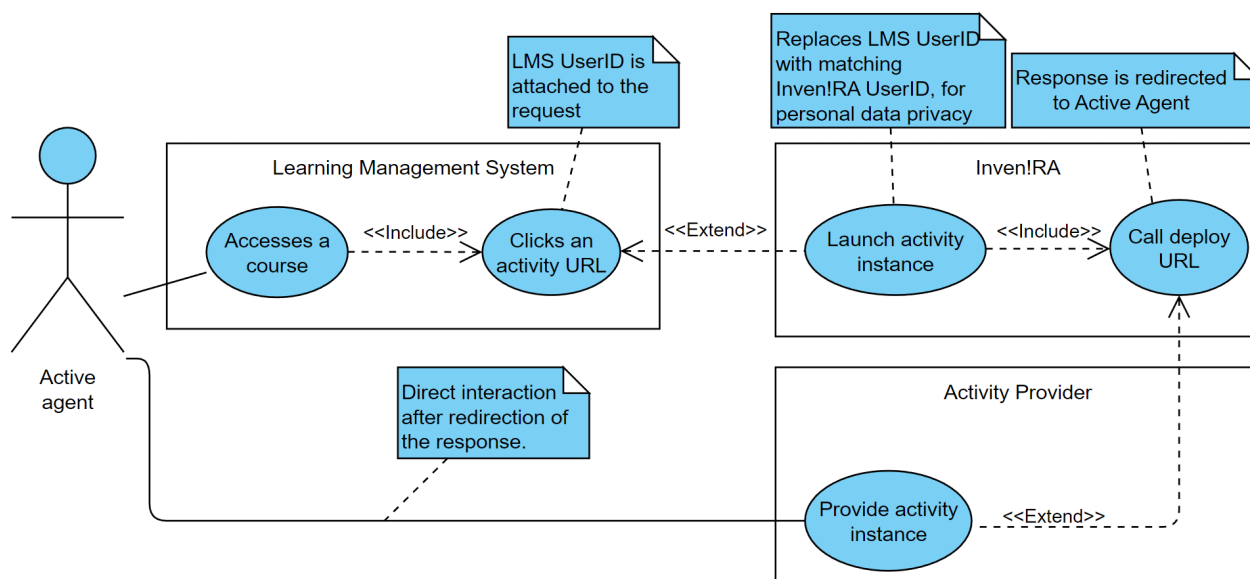 LMS UserID is
attached to the
request
Replaces LMS UserID
with matching
Inven!RA UserID, for
personal data privacy
Response is redirected
to Active Agent
Learning Management System
Inven!RA
Accesses a
course
<<Include>>
Clicks an
activity URL
<<Extend>>
Launch activity
instance
<<Include>>
Call deploy
URL
Active
agent
Direct interaction
after redirection of
the response.
Activity Provider
Provide activity
instance
<<Extend>>